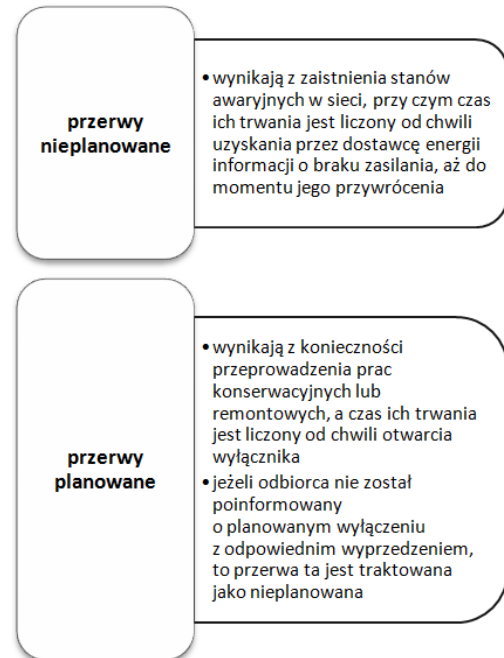 przerwy
nieplanowane
• wynikają z zaistnienia stanów
awaryjnych w sieci, przy czym czas
ich trwania jest liczony od chwili
uzyskania przez dostawcę energii
informacji o braku zasilania, aż do
momentu jego przywrócenia
przerwy
planowane
• wynikają z konieczności
przeprowadzenia prac
konserwacyjnych lub
remontowych, a czas ich trwania
jest liczony od chwili otwarcia
wyłącznika
• jeżeli odbiorca nie został
poinformowany
o planowanym wyłączeniu
z odpowiednim wyprzedzeniem,
to przerwa ta jest traktowana
jako nieplanowana